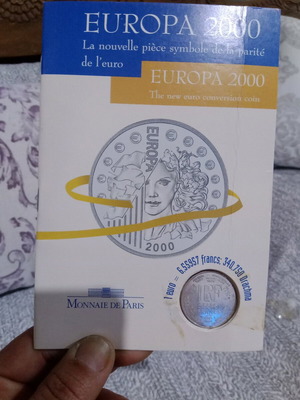 EUROPA 2000
La nouvelle pièce symbole de la parité
de l'euro
EUROPA 2000
The new euro conversion coin
EUROPA
2000
1 euro = 6,55957 francs: 340,750 Drachma
MONNAIE DE PARIS